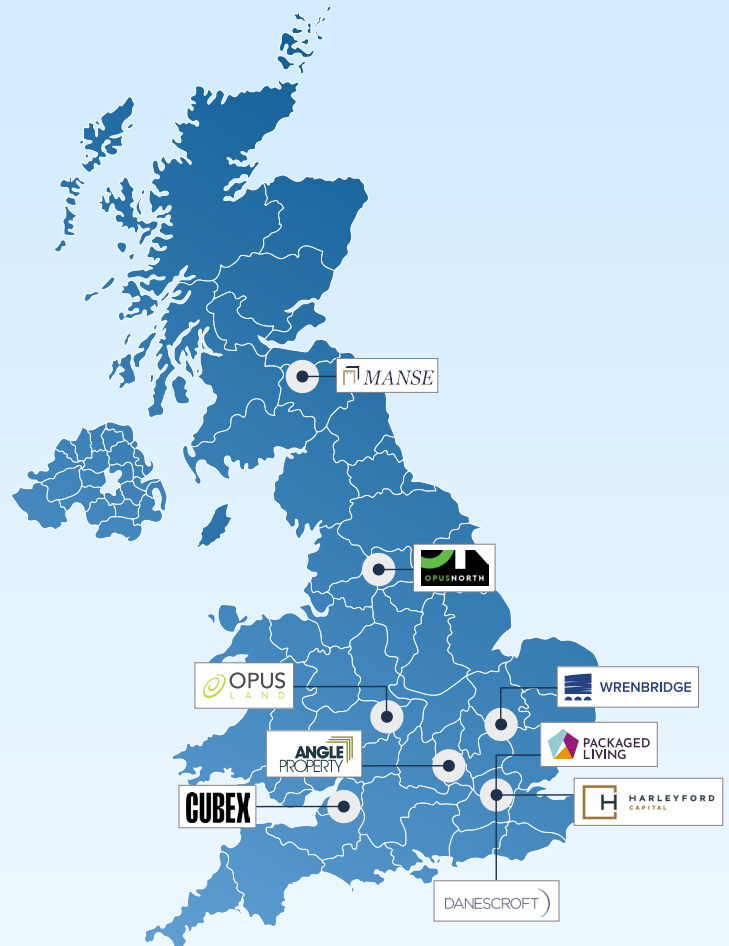 MANSE
OPUSNORTH
OPUS
LAND
WRENBRIDGE
ANGLE
PROPERTY
PACKAGED
LIVING
CUBEX
HARLEYFORD
CAPITAL
DANESCROFT